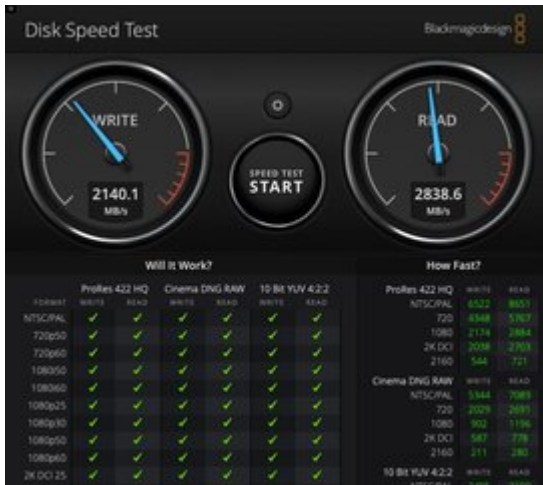 Disk Speed Test
Blackmagicdesign
WRITE
2140.1
MB/s
SPEED TEST
START
READ
2838.6
MB/s
Will It Work?
ProRes 422 HQ Cinema DNG RAW 10 Bit YUV 4:2:2
FORMAT WRITE READ WRITE READ WRITE READ
NTSC/PAL ✓ ✓ ✓ ✓ ✓ ✓
720p50 ✓ ✓ ✓ ✓ ✓ ✓
720p60 ✓ ✓ ✓ ✓ ✓ ✓
1080i50 ✓ ✓ ✓ ✓ ✓ ✓
1080i60 ✓ ✓ ✓ ✓ ✓ ✓
1080p25 ✓ ✓ ✓ ✓ ✓ ✓
1080p30 ✓ ✓ ✓ ✓ ✓ ✓
1080p50 ✓ ✓ ✓ ✓ ✓ ✓
1080p60 ✓ ✓ ✓ ✓ ✓ ✓
2K DCI 25 ✓ ✓ ✓ ✓ ✓ ✓
How Fast?
ProRes 422 HQ WRITE READ
NTSC/PAL 6522 8651
720 4348 5767
1080 2174 2884
2K DCI 2038 2703
2160 544 721
Cinema DNG RAW WRITE READ
NTSC/PAL 5344 7089
720 2029 2691
1080 902 1196
2K DCI 587 778
2160 211 280
10 Bit YUV 4:2:2 WRITE READ